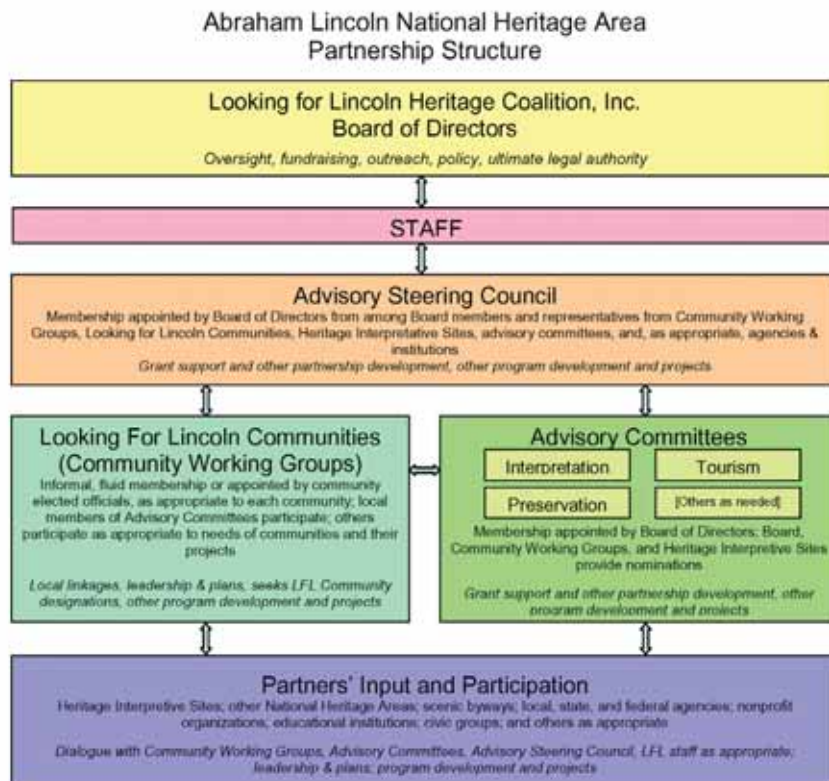 Abraham Lincoln National Heritage Area
Partnership Structure
Looking for Lincoln Heritage Coalition, Inc.
Board of Directors
Oversight, fundraising, outreach, policy, ultimate legal authority
STAFF
Advisory Steering Council
Membership appointed by Board of Directors from among Board members and representatives from Community Working
Groups, Looking for Lincoln Communities, Heritage Interpretative Sites, advisory committees, and, as appropriate, agencies &
institutions
Grant support and other partnership development, other program development and projects
Looking For Lincoln Communities
(Community Working Groups)
Informal, fluid membership or appointed by community
elected officials, as appropriate to each community; local
members of Advisory Committees participate; others
participate as appropriate to needs of communities and their
projects
Local linkages, leadership & plans, seeks LFL Community
designations, other program development and projects
Advisory Committees
Interpretation
Tourism
Preservation
[Others as needed]
Membership appointed by Board of Directors; Board,
Community Working Groups, and Heritage Interpretive Sites
provide nominations
Grant support and other partnership development, other
program development and projects
Partners' Input and Participation
Heritage Interpretive Sites; other National Heritage Areas; scenic byways; local, state, and federal agencies; nonprofit
organizations; educational institutions; civic groups; and others as appropriate
Dialogue with Community Working Groups, Advisory Committees, Advisory Steering Council, LFL staff as appropriate;
leadership & plans; program development and projects